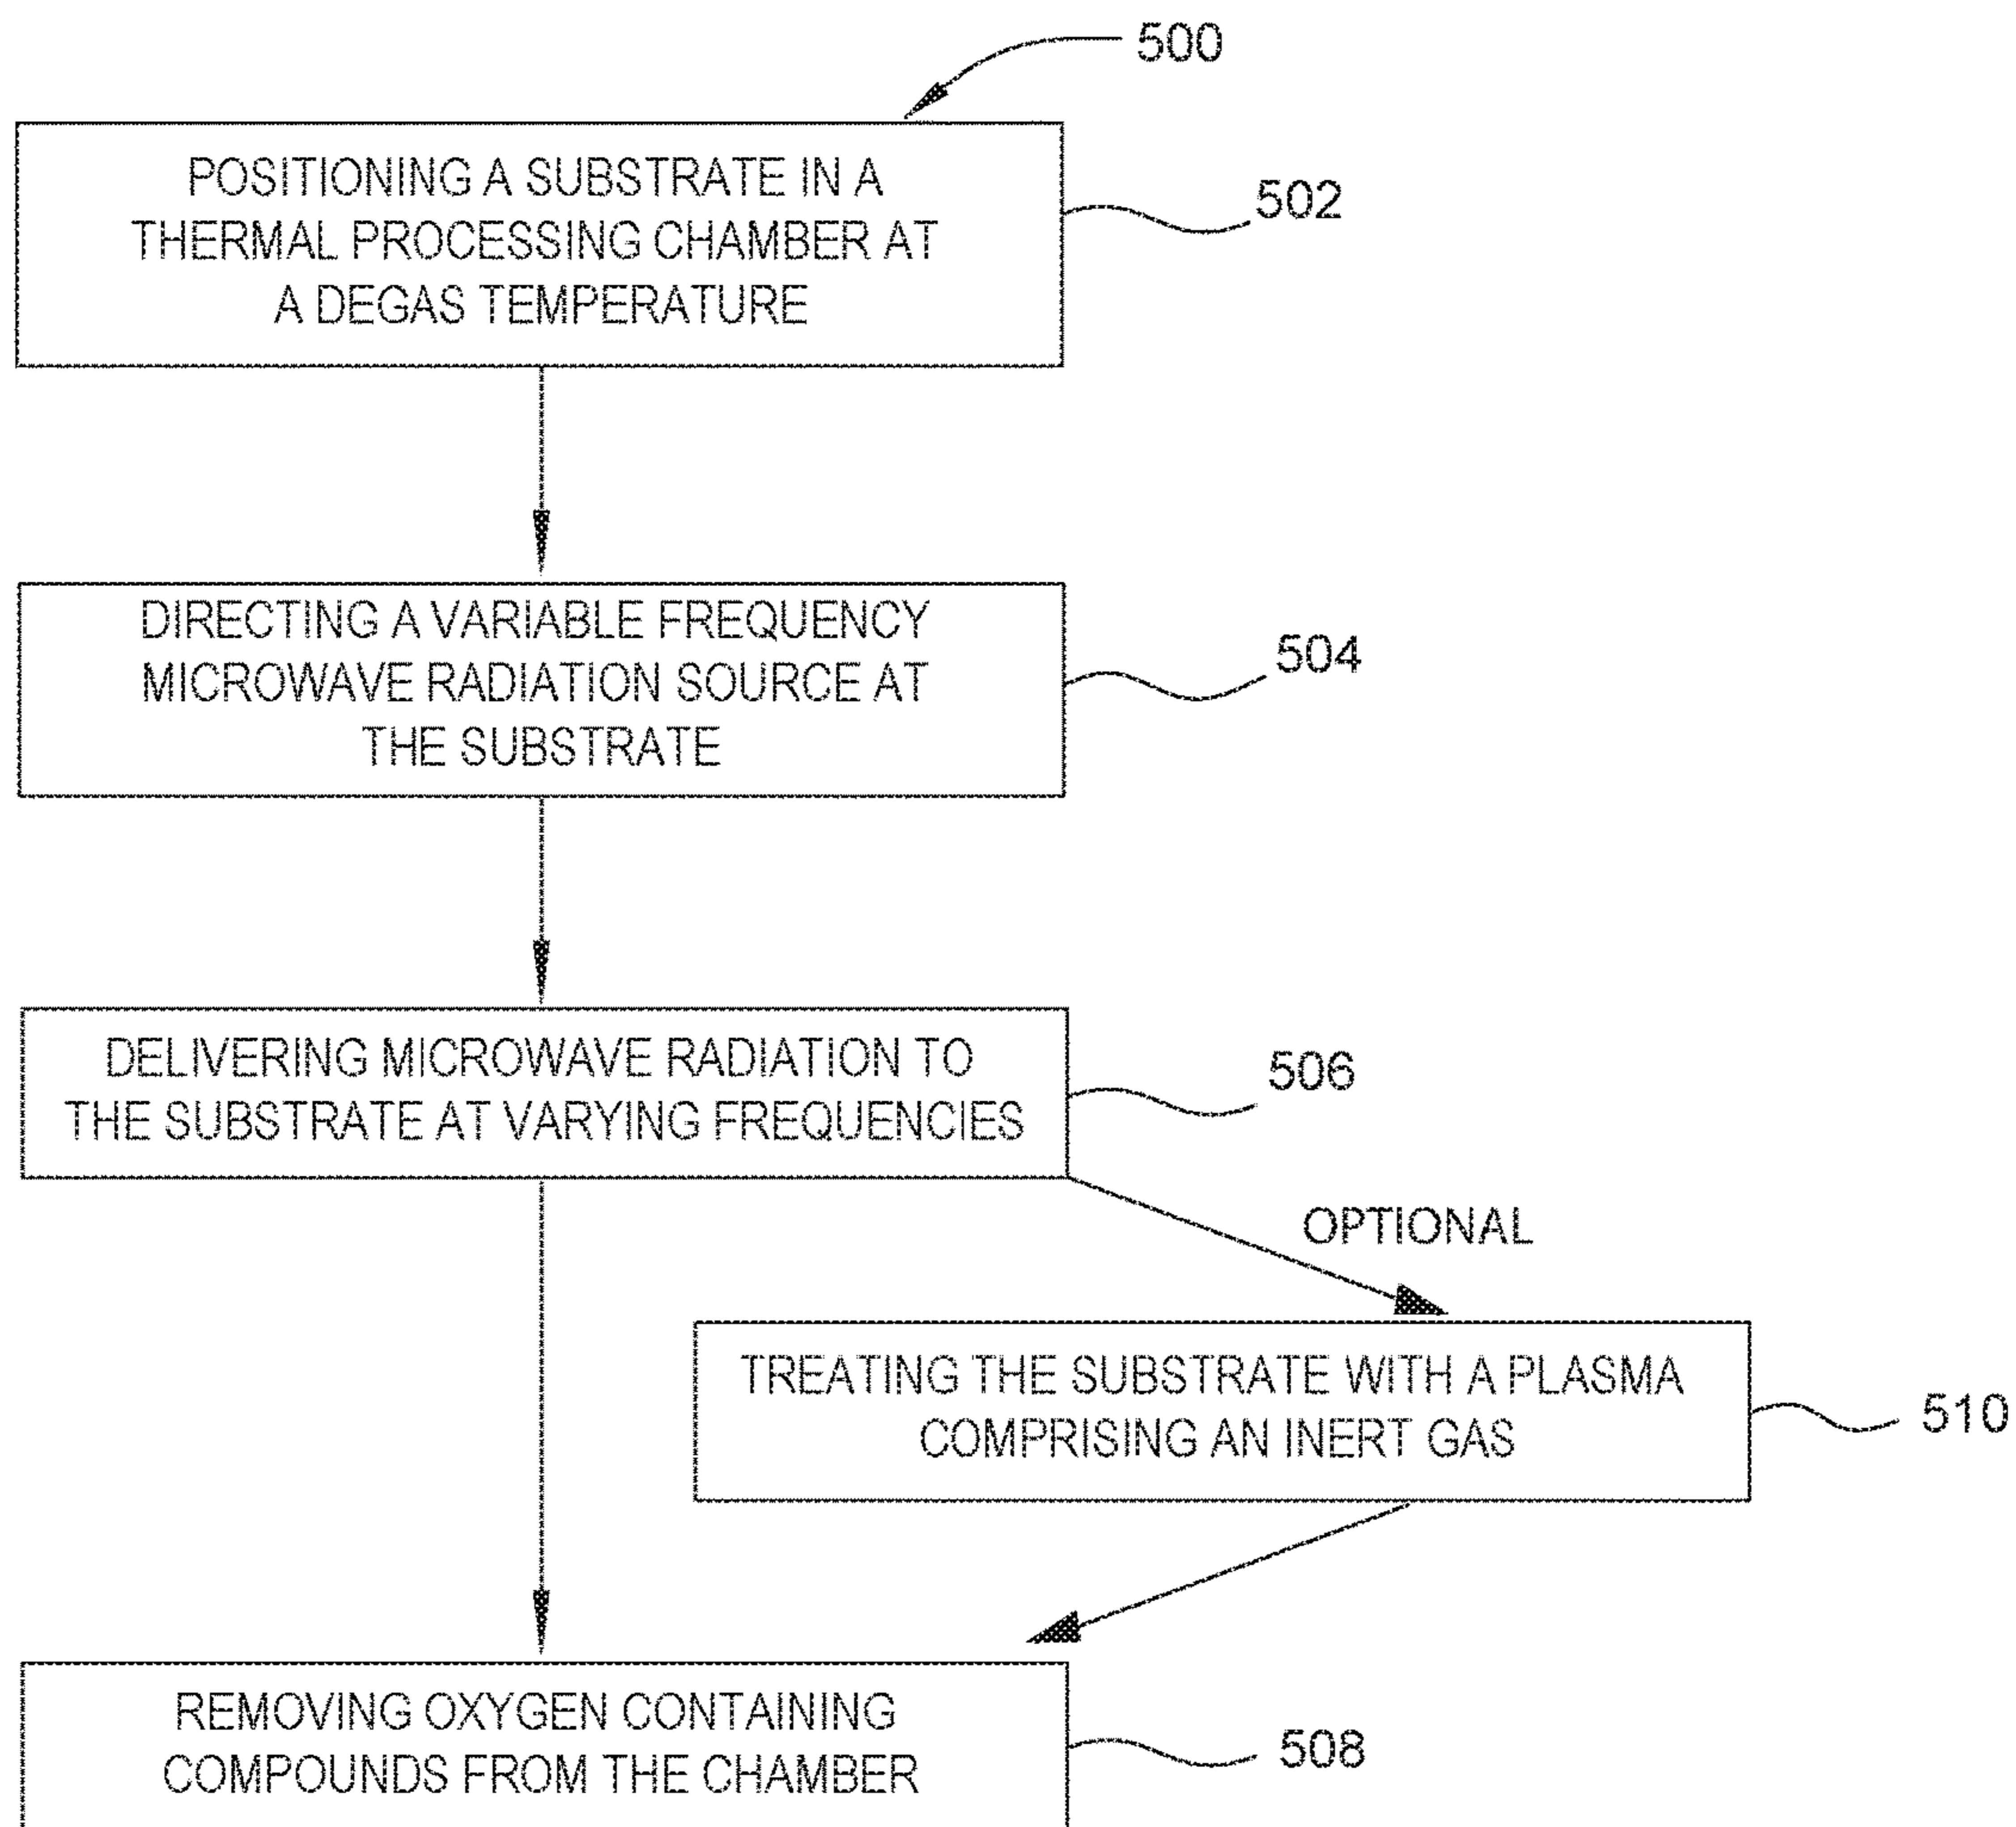 500
POSITIONING A SUBSTRATE IN A
THERMAL PROCESSING CHAMBER AT
A DEGAS TEMPERATURE
502
DIRECTING A VARIABLE FREQUENCY
MICROWAVE RADIATION SOURCE AT
THE SUBSTRATE
504
DELIVERING MICROWAVE RADIATION TO
THE SUBSTRATE AT VARYING FREQUENCIES
506
OPTIONAL
TREATING THE SUBSTRATE WITH A PLASMA
COMPRISING AN INERT GAS
510
REMOVING OXYGEN CONTAINING
COMPOUNDS FROM THE CHAMBER
508